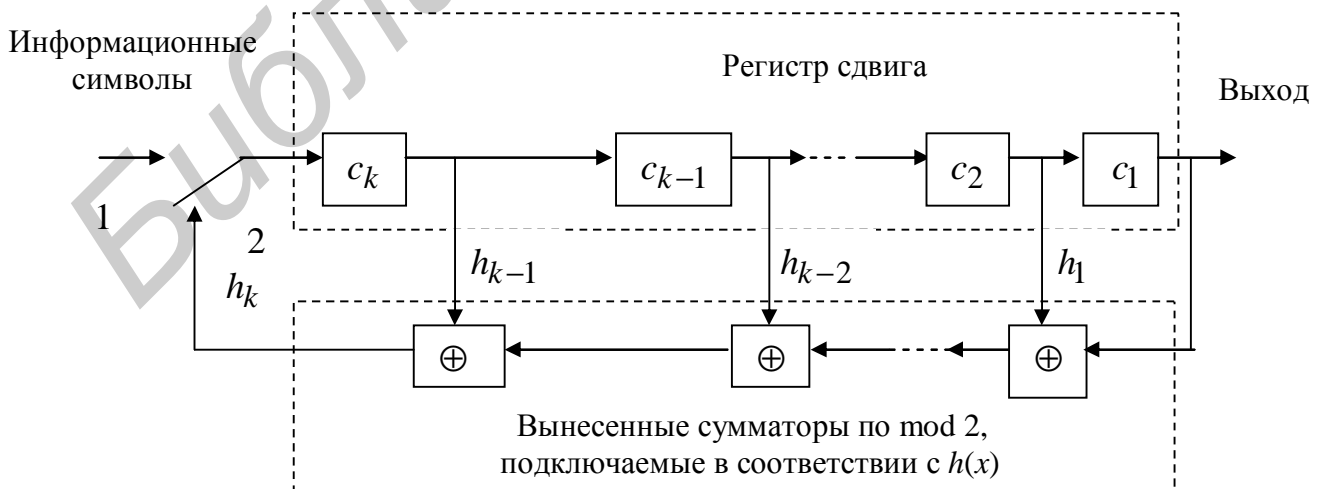 Информационные
символы
Регистр сдвига
Выход
c_k
c_{k–1}
c_2
c_1
1
2
h_k
h_{k–1}
h_{k–2}
h_1
⊕
⊕
⊕
Вынесенные сумматоры по mod 2,
подключаемые в соответствии с h(x)